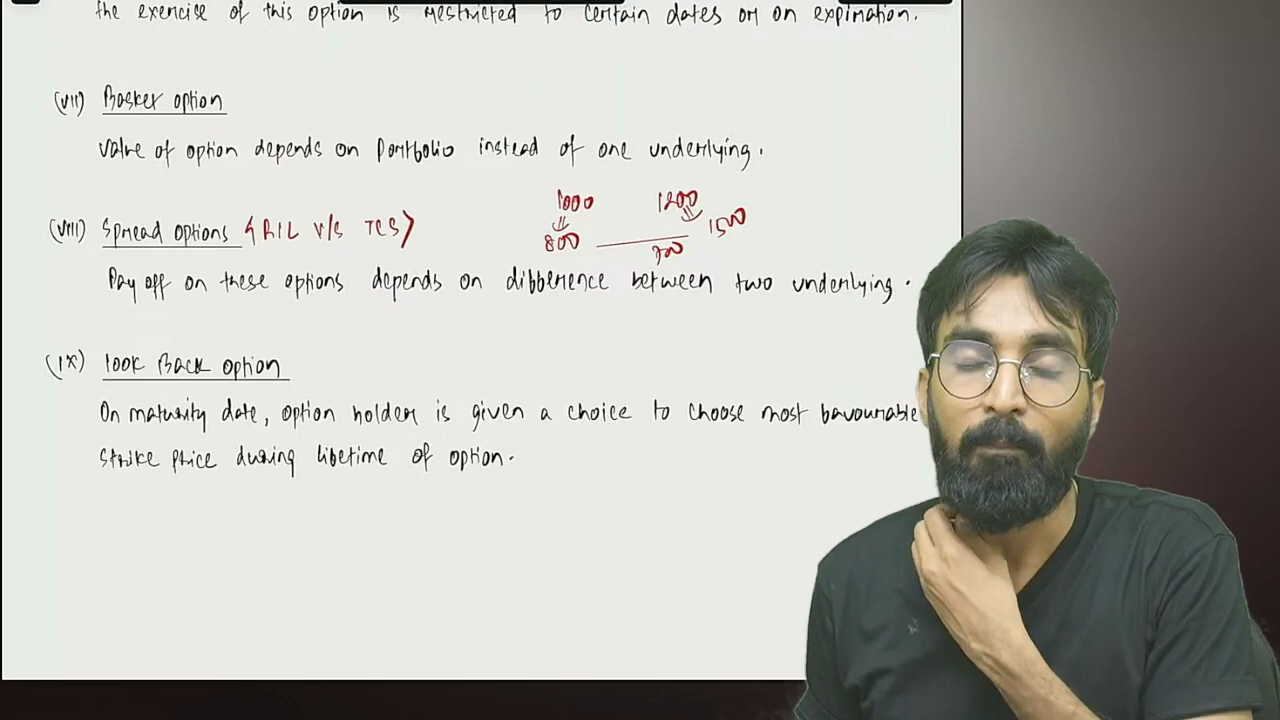 the exercise of this option is restricted to certain dates or on expiration.
(vii) Basket option
Value of option depends on Portfolio instead of one underlying.
1000 1200
(viii) Spread options {RIL v/s TCS}
800 700 1500
Pay off on these options depends on difference between two underlying.
(ix) look Back option
On maturity date, option holder is given a choice to choose most favourable
strike price during lifetime of option.